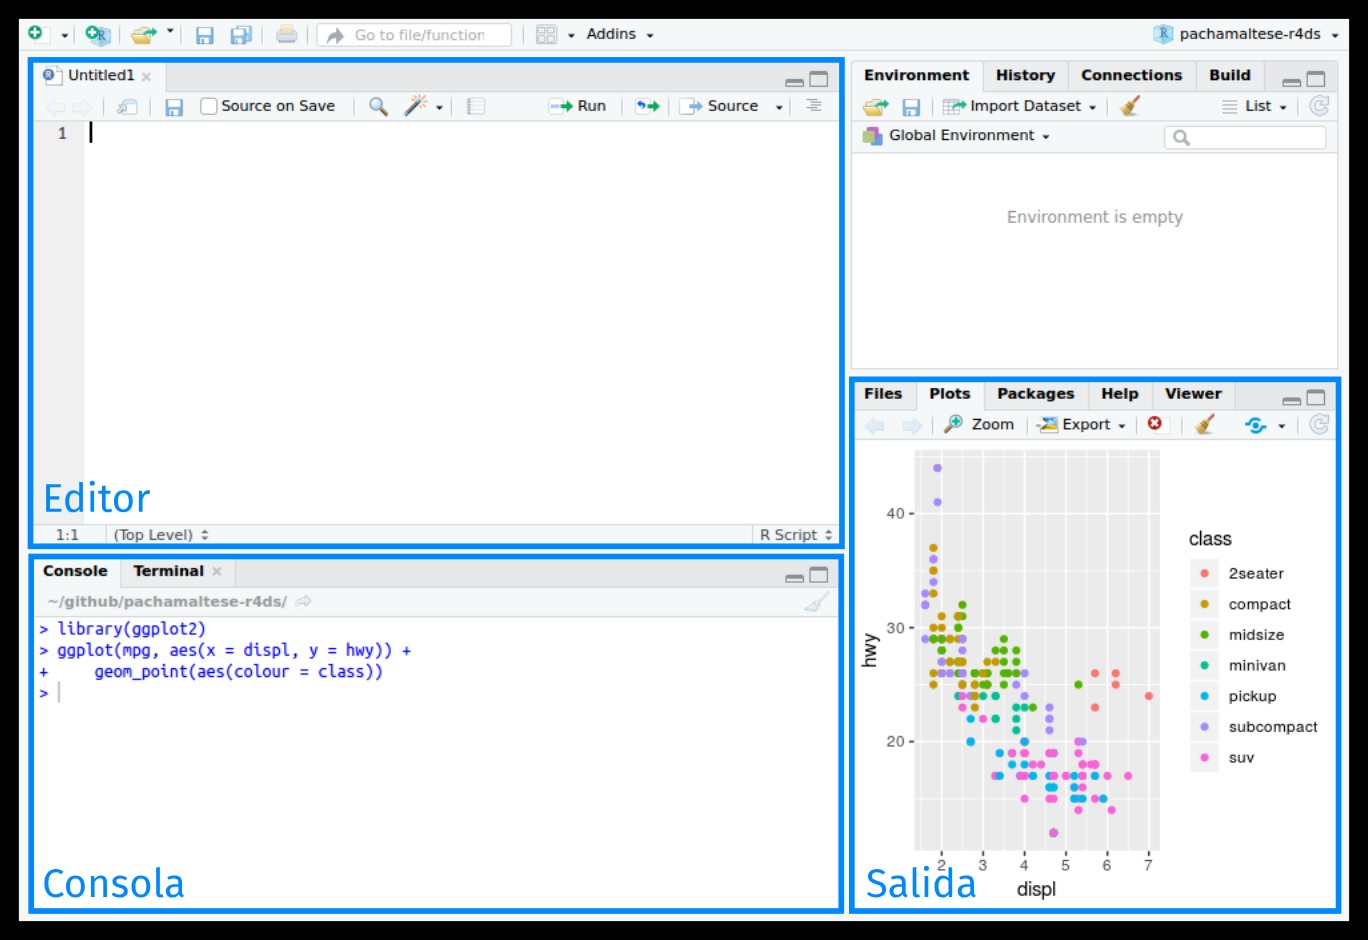 Go to file/function
Addins
pachamaltese-r4ds
Untitled1
Source on Save
Run
Source
1
Editor
1:1
(Top Level)
R Script
Console
Terminal
~/github/pachamaltese-r4ds/
> library(ggplot2)
> ggplot(mpg, aes(x = displ, y = hwy)) +
+     geom_point(aes(colour = class))
>
Consola
Environment
History
Connections
Build
Import Dataset
List
Global Environment
Environment is empty
Files
Plots
Packages
Help
Viewer
Zoom
Export
40
30
20
hwy
2
3
4
5
6
7
displ
class
2seater
compact
midsize
minivan
pickup
subcompact
suv
Salida